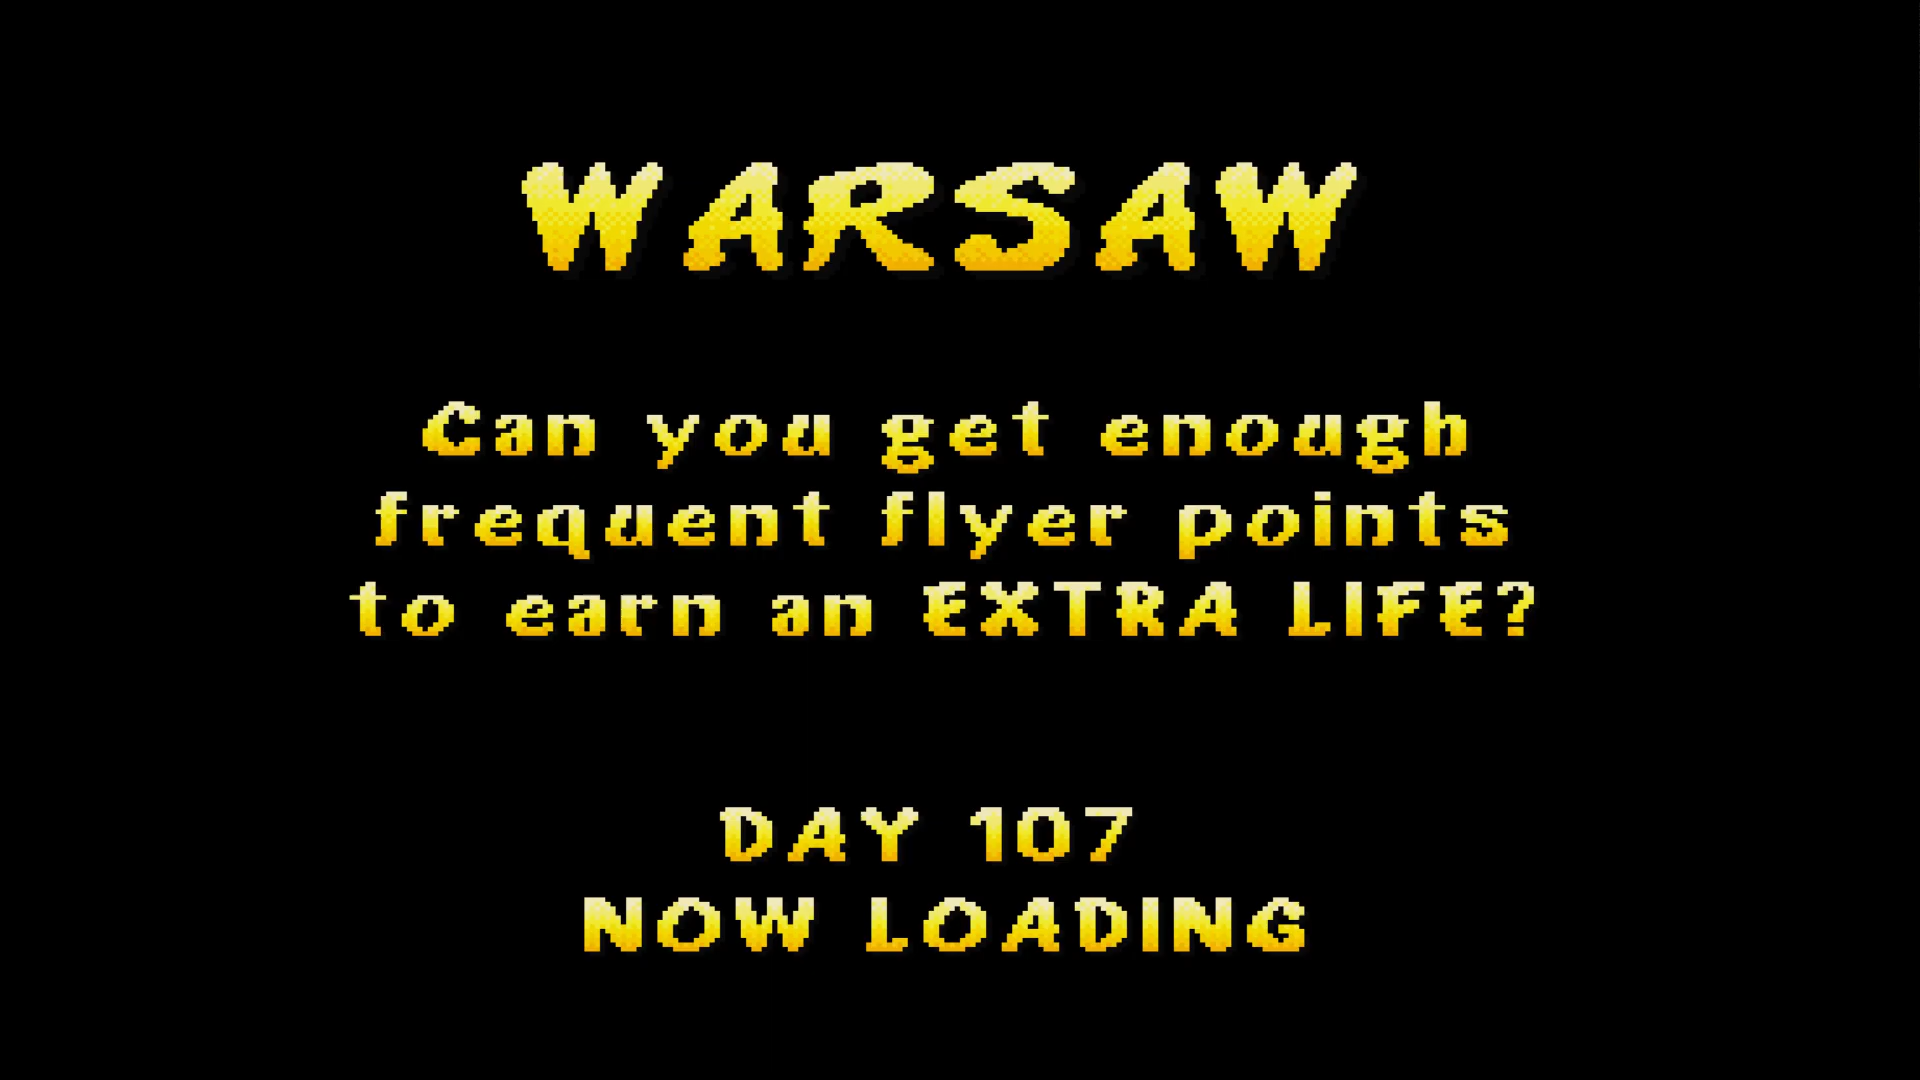 WARSAW
Can you get enough
frequent flyer points
to earn an EXTRA LIFE?
DAY 107
NOW LOADING